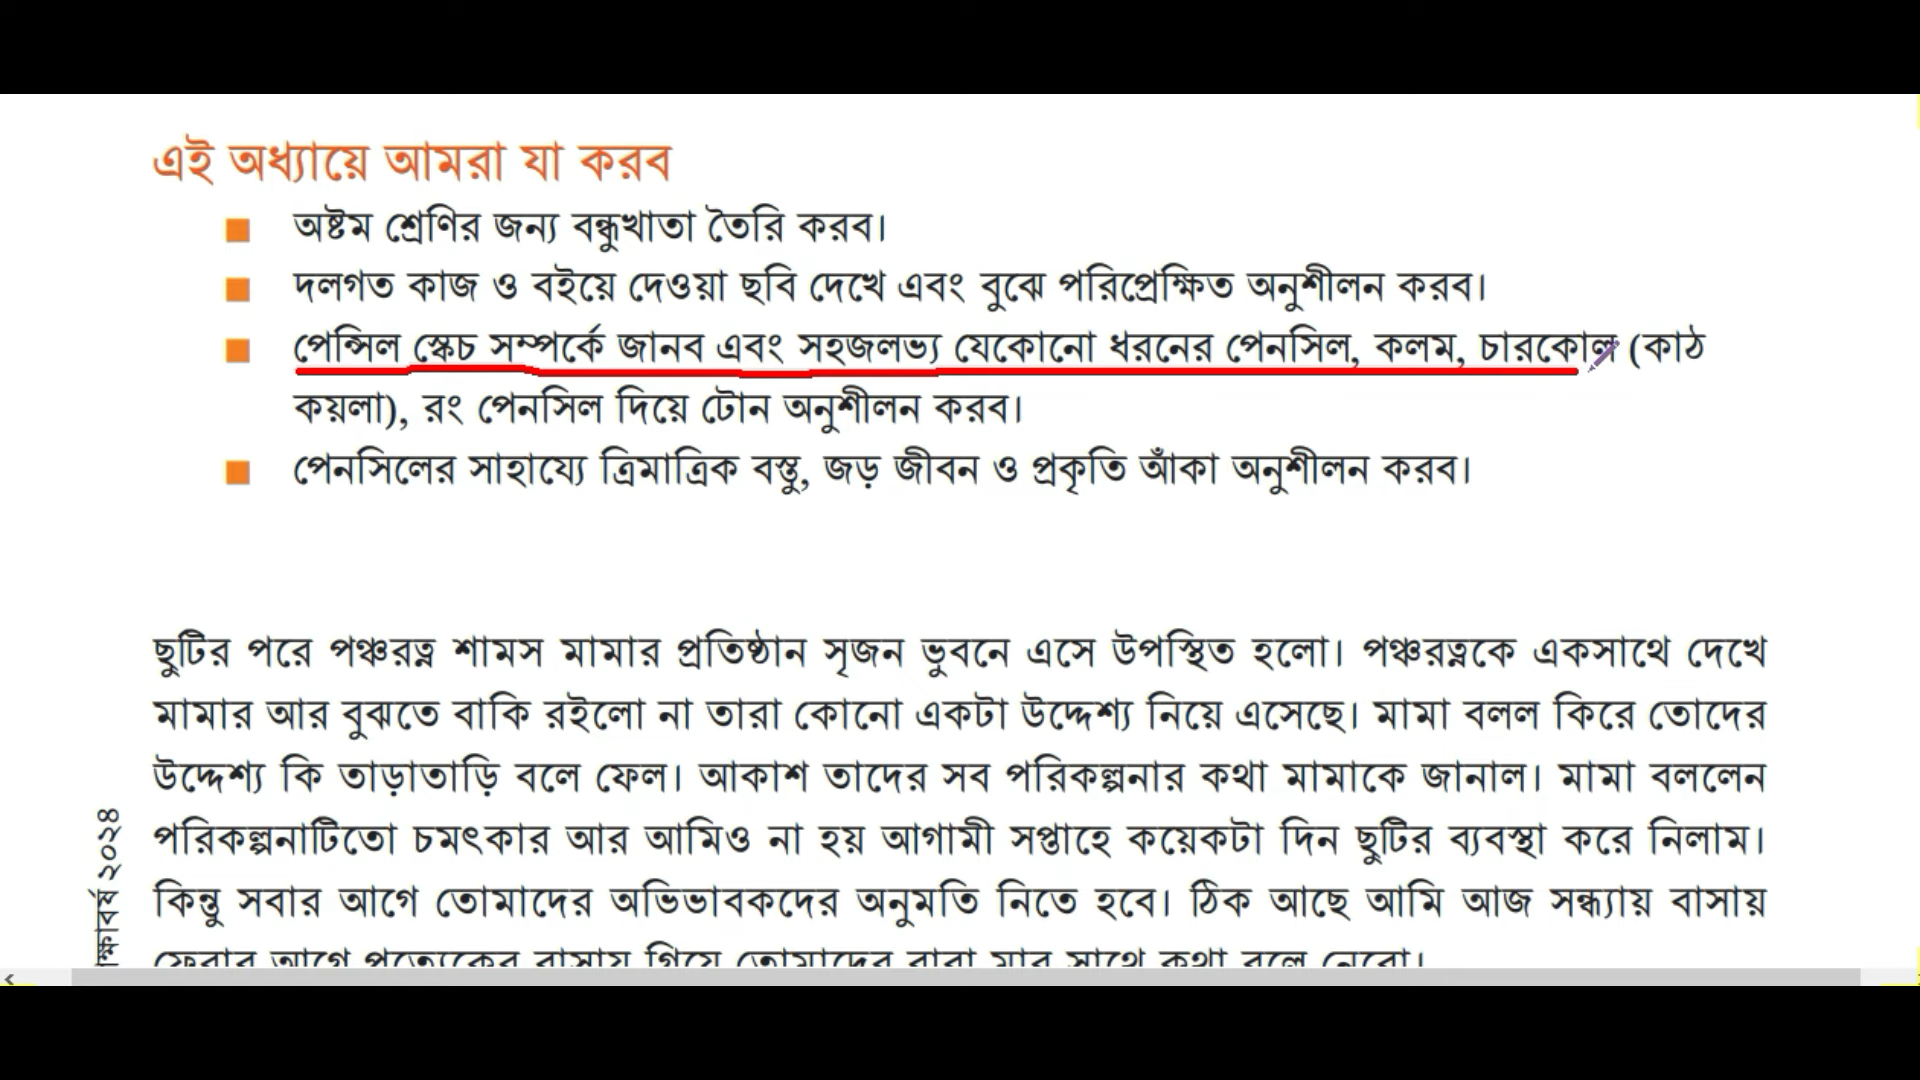 এই অধ্যায়ে আমরা যা করব
অষ্টম শ্রেণির জন্য বন্ধুখাতা তৈরি করব।
দলগত কাজ ও বইয়ে দেওয়া ছবি দেখে এবং বুঝে পরিপ্রেক্ষিত অনুশীলন করব।
পেন্সিল স্কেচ সম্পর্কে জানব এবং সহজলভ্য যেকোনো ধরনের পেনসিল, কলম, চারকোল (কাঠ
কয়লা), রং পেনসিল দিয়ে টোন অনুশীলন করব।
পেনসিলের সাহায্যে ত্রিমাত্রিক বস্তু, জড় জীবন ও প্রকৃতি আঁকা অনুশীলন করব।
ছুটির পরে পঞ্চরত্ন শামস মামার প্রতিষ্ঠান সৃজন ভুবনে এসে উপস্থিত হলো। পঞ্চরত্নকে একসাথে দেখে
মামার আর বুঝতে বাকি রইলো না তারা কোনো একটা উদ্দেশ্য নিয়ে এসেছে। মামা বলল কিরে তোদের
উদ্দেশ্য কি তাড়াতাড়ি বলে ফেল। আকাশ তাদের সব পরিকল্পনার কথা মামাকে জানাল। মামা বললেন
পরিকল্পনাটিতো চমৎকার আর আমিও না হয় আগামী সপ্তাহে কয়েকটা দিন ছুটির ব্যবস্থা করে নিলাম।
কিন্তু সবার আগে তোমাদের অভিভাবকদের অনুমতি নিতে হবে। ঠিক আছে আমি আজ সন্ধ্যায় বাসায়
ফেরার আগে প্রত্যেকের বাসায় গিয়ে তোমাদের বাবা মার সাথে কথা বলে নেবো।
২০২৪